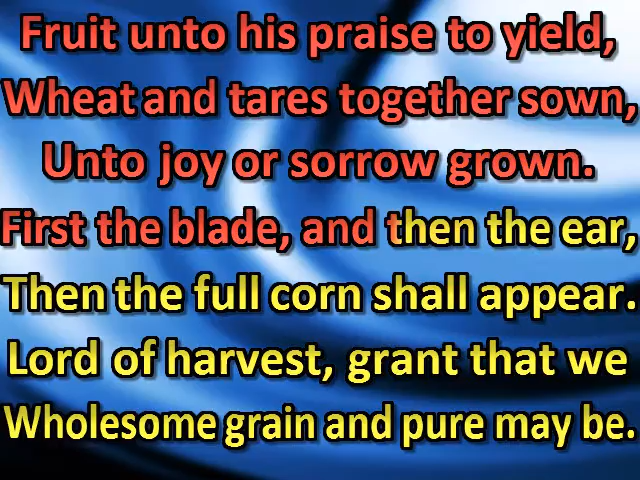 Fruit unto his praise to yield,
Wheat and tares together sown,
Unto joy or sorrow grown.
First the blade, and then the ear,
Then the full corn shall appear.
Lord of harvest, grant that we
Wholesome grain and pure may be.